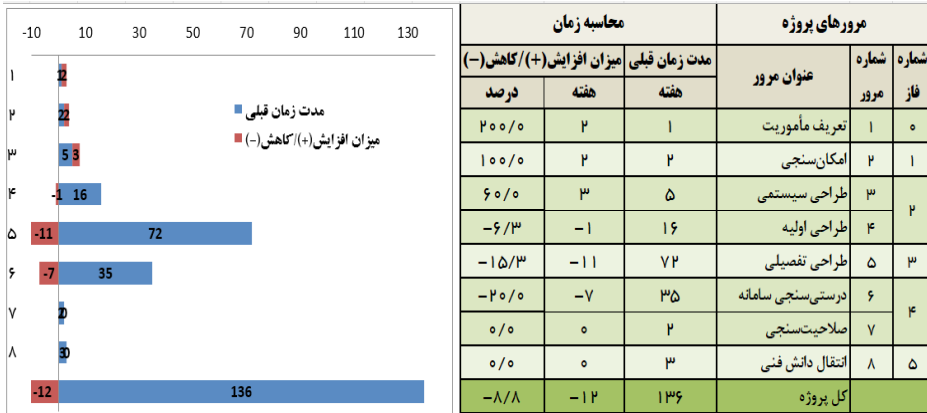 -10 10 30 50 70 90 110 130
۱ 1 2
۲ 2 2
۳ 5 3
۴ -1 16
۵ -11 72
۶ -7 35
۷ 2 0
۸ 3 0
-12 136
مدت زمان قبلی
میزان افزایش(+)/کاهش(−)
مرورهای پروژه محاسبه زمان
شماره فاز شماره مرور عنوان مرور مدت زمان قبلی میزان افزایش(+)/کاهش(−)
هفته هفته درصد
۰ ۱ تعریف مأموریت ۱ ۲ ۲۰۰/۰
۱ ۲ امکان‌سنجی ۲ ۲ ۱۰۰/۰
۲ ۳ طراحی سیستمی ۵ ۳ ۶۰/۰
۴ طراحی اولیه ۱۶ −۱ −۶/۳
۳ ۵ طراحی تفصیلی ۷۲ −۱۱ −۱۵/۳
۴ ۶ درستی‌سنجی سامانه ۳۵ −۷ −۲۰/۰
۷ صلاحیت‌سنجی ۲ ۰ ۰/۰
۵ ۸ انتقال دانش فنی ۳ ۰ ۰/۰
کل پروژه ۱۳۶ −۱۲ −۸/۸